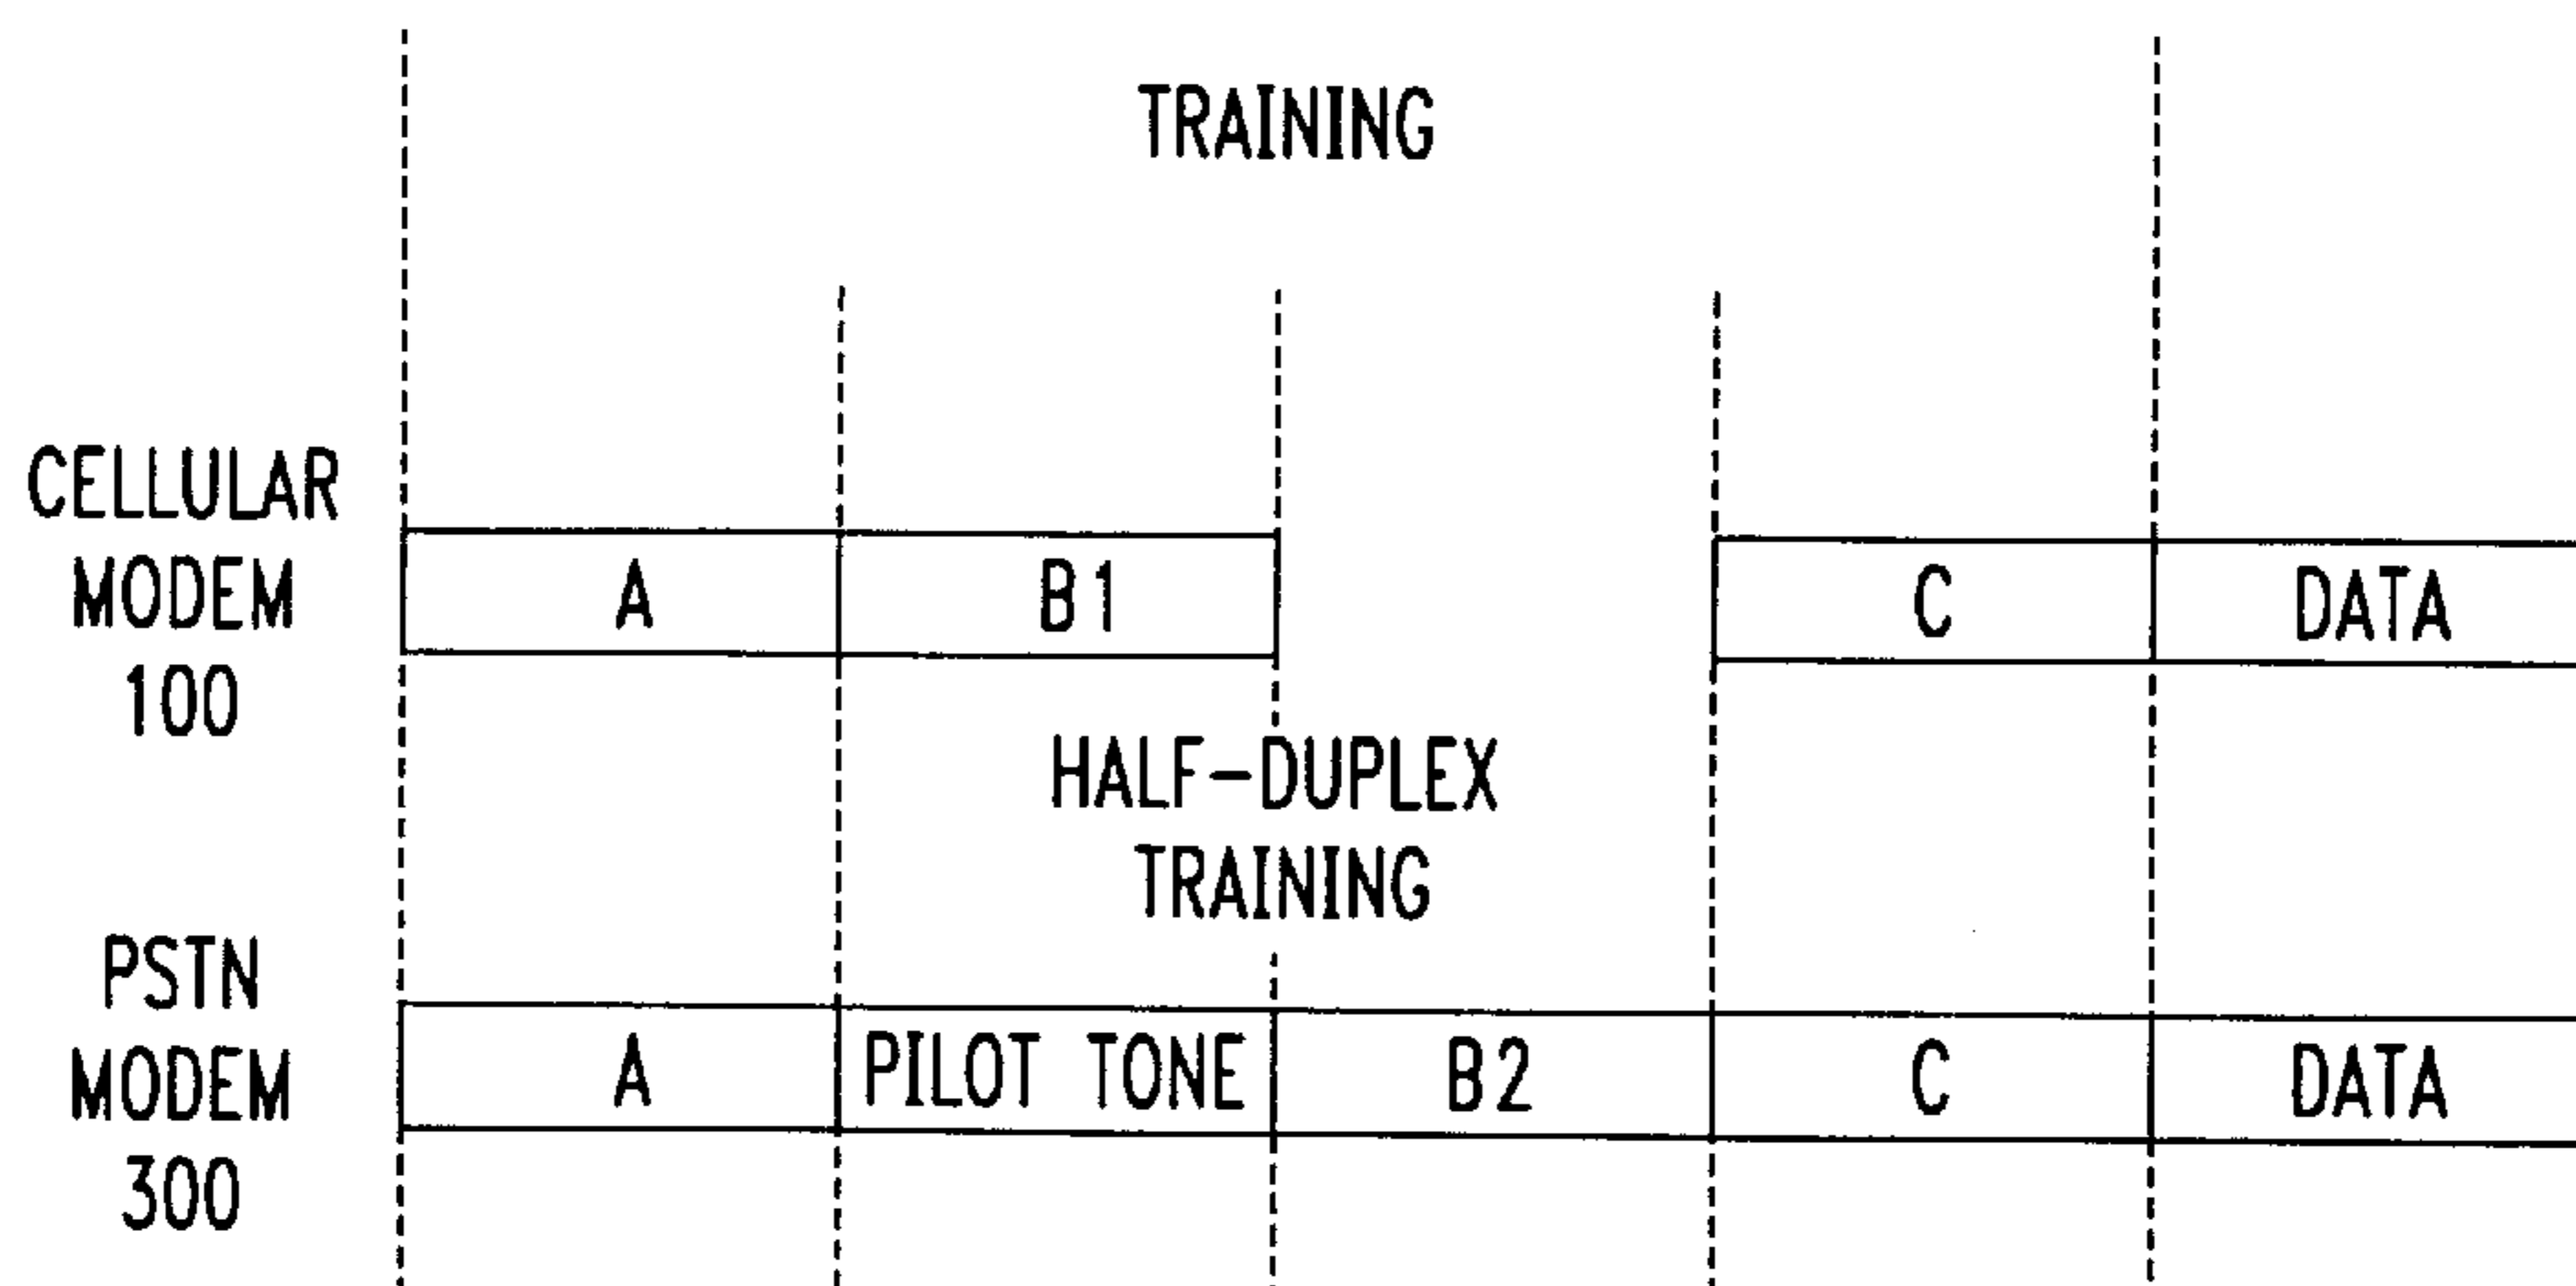 TRAINING
CELLULAR
MODEM
100
A
B1
C
DATA
HALF-DUPLEX
TRAINING
PSTN
MODEM
300
A
PILOT TONE
B2
C
DATA